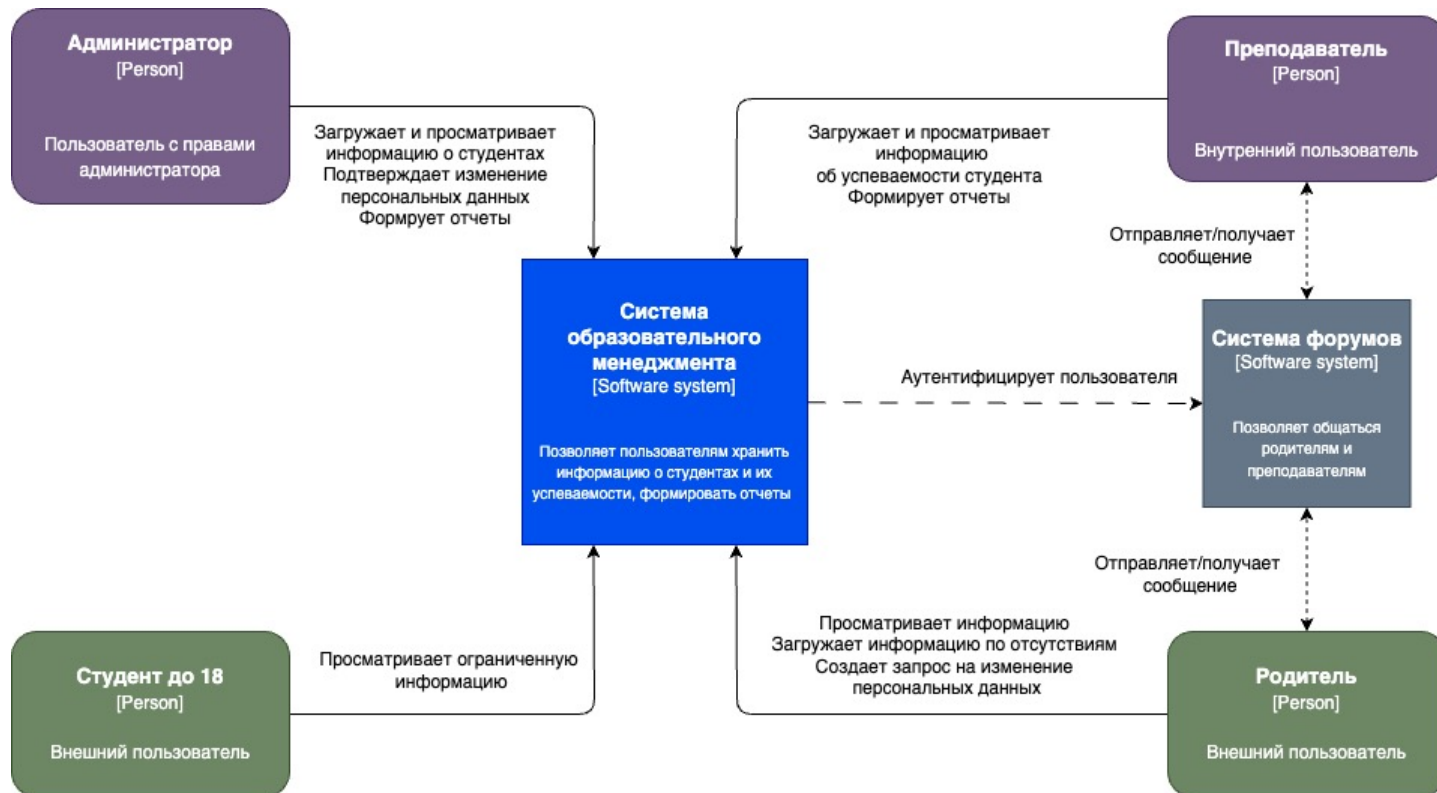 Администратор
[Person]
Пользователь с правами
администратора
Загружает и просматривает
информацию о студентах
Подтверждает изменение
персональных данных
Формрует отчеты
Загружает и просматривает
информацию
об успеваемости студента
Формирует отчеты
Преподаватель
[Person]
Внутренний пользователь
Отправляет/получает
сообщение
Система
образовательного
менеджмента
[Software system]
Позволяет пользователям хранить
информацию о студентах и их
успеваемости, формировать отчеты
Аутентифицирует пользователя
Система форумов
[Software system]
Позволяет общаться
родителям и
преподавателям
Отправляет/получает
сообщение
Студент до 18
[Person]
Внешний пользователь
Просматривает ограниченную
информацию
Просматривает информацию
Загружает информацию по отсутствиям
Создает запрос на изменение
персональных данных
Родитель
[Person]
Внешний пользователь